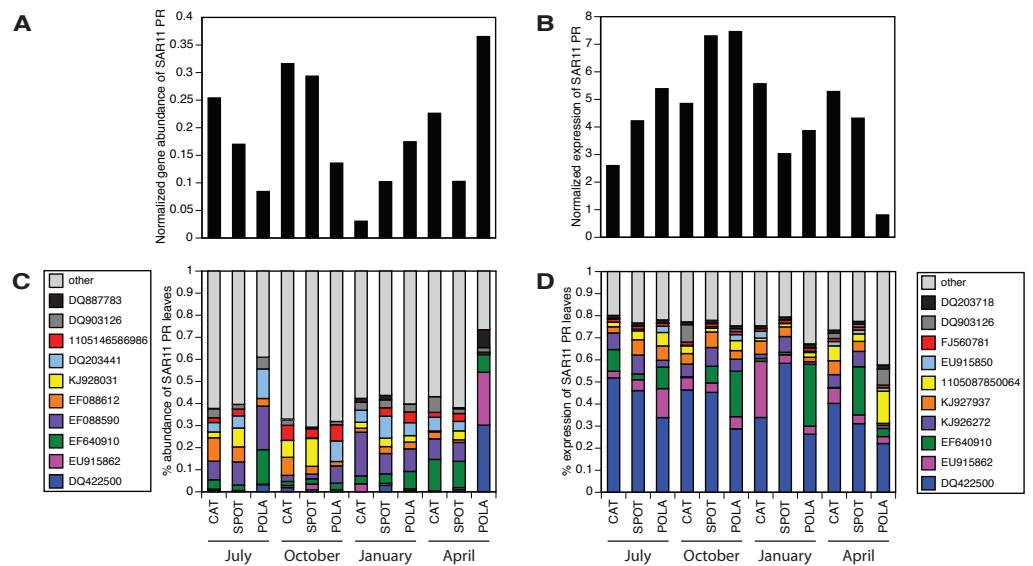 A
Normalized gene abundance of SAR11 PR
0.4
0.35
0.3
0.25
0.2
0.15
0.1
0.05
0
B
Normalized expression of SAR11 PR
8
7
6
5
4
3
2
1
0
C
other
DQ887783
DQ903126
1105146586986
DQ203441
KJ928031
EF088612
EF088590
EF640910
EU915862
DQ422500
% abundance of SAR11 PR leaves
1
0.9
0.8
0.7
0.6
0.5
0.4
0.3
0.2
0.1
0
CAT SPOT POLA CAT SPOT POLA CAT SPOT POLA CAT SPOT POLA
July October January April
D
% expression of SAR11 PR leaves
1
0.9
0.8
0.7
0.6
0.5
0.4
0.3
0.2
0.1
0
CAT SPOT POLA CAT SPOT POLA CAT SPOT POLA CAT SPOT POLA
July October January April
other
DQ203718
DQ903126
FJ560781
EU915850
1105087850064
KJ927937
KJ926272
EF640910
EU915862
DQ422500